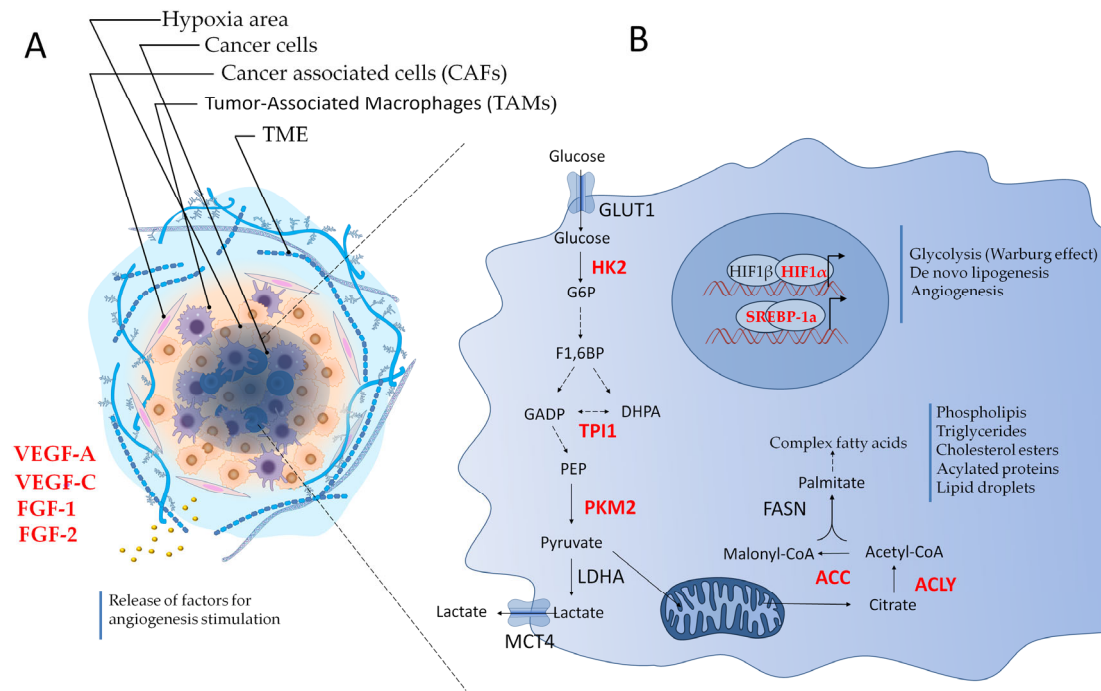 A
Hypoxia area
Cancer cells
Cancer associated cells (CAFs)
Tumor-Associated Macrophages (TAMs)
TME
VEGF-A
VEGF-C
FGF-1
FGF-2
Release of factors for
angiogenesis stimulation
B
Glucose
GLUT1
Glucose
HK2
G6P
F1,6BP
GADP
DHPA
TPI1
PEP
PKM2
Pyruvate
LDHA
Lactate
Lactate
MCT4
HIF1β
HIF1α
SREBP-1a
Glycolysis (Warburg effect)
De novo lipogenesis
Angiogenesis
Phospholipis
Triglycerides
Cholesterol esters
Acylated proteins
Lipid droplets
Complex fatty acids
Palmitate
FASN
Malonyl-CoA
Acetyl-CoA
ACC
ACLY
Citrate